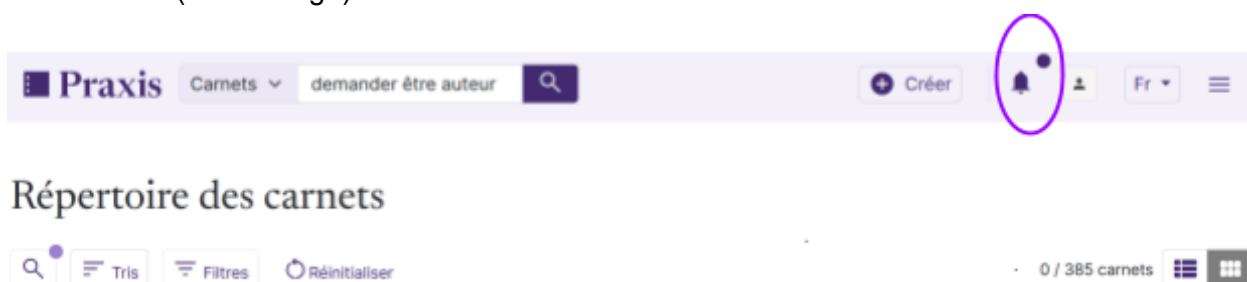 Praxis Carnets demander être auteur Créer Fr
Répertoire des carnets
Tris Filtres Réinitialiser 0 / 385 carnets